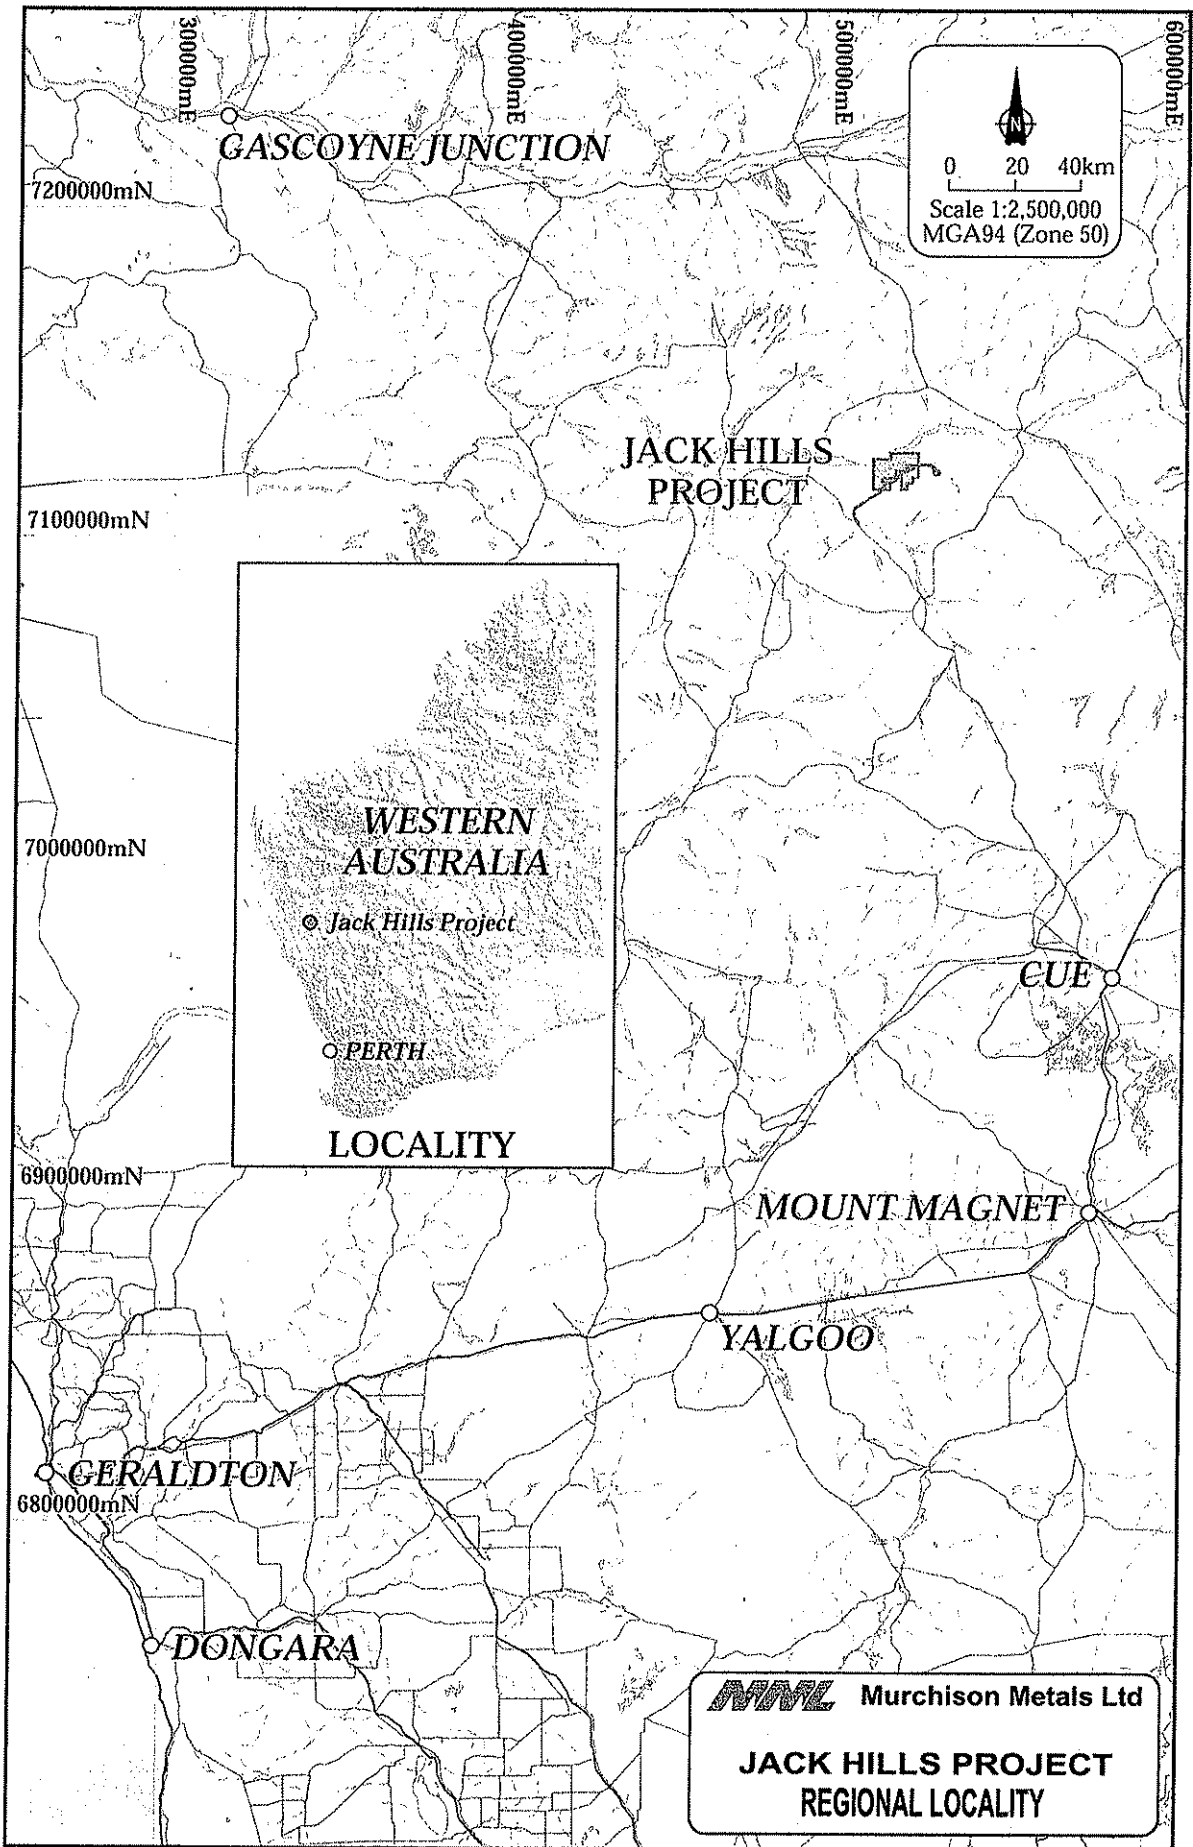 300000mE
400000mE
500000mE
600000mE
N
0 20 40km
Scale 1:2,500,000
MGA94 (Zone 50)
GASCOYNE JUNCTION
7200000mN
JACK HILLS
PROJECT
7100000mN
WESTERN
AUSTRALIA
7000000mN
Jack Hills Project
CUE
PERTH
LOCALITY
6900000mN
MOUNT MAGNET
YALGOO
GERALDTON
6800000mN
DONGARA
MML Murchison Metals Ltd
JACK HILLS PROJECT
REGIONAL LOCALITY